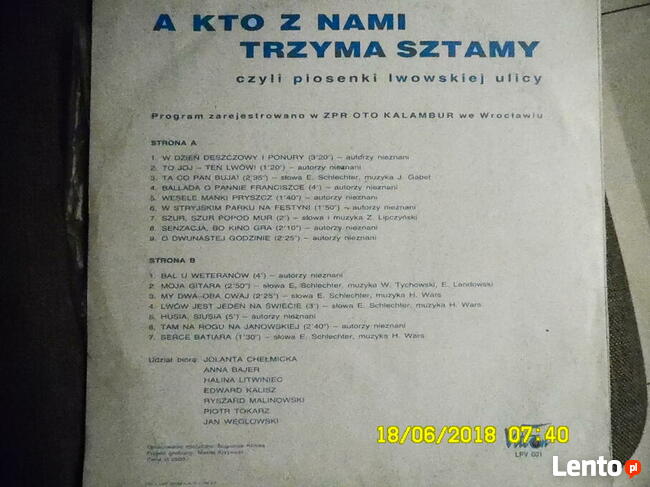 A KTO Z NAMI
TRZYMA SZTAMY
czyli piosenki lwowskiej ulicy
Program zarejestrowano w ZPR OTO KALAMBUR we Wrocławiu
STRONA A
1. W DZIEŃ DESZCZOWY I PONURY (3'20") – autorzy nieznani
2. TO JOJ – TEN LWÓW! (1'20") – autorzy nieznani
3. TA CO PAN BUJA! (2'35") – słowa E. Schlechter, muzyka J. Gabet
4. BALLADA O PANNIE FRANCISZCE (4') – autorzy nieznani
5. WESELE MAŃKI PRYSZCZ (1'40") – autorzy nieznani
6. W STRYJSKIM PARKU NA FESTYNI (1'50") – autorzy nieznani
7. SZUR, SZUR POPOD MUR (2') – słowa i muzyka Z. Lipczyński
8. SENZACJA, BO KINO GRA (2'10") – autorzy nieznani
9. O DWUNASTEJ GODZINIE (2'25") – autorzy nieznani
STRONA B
1. BAL U WETERANÓW (4') – autorzy nieznani
2. MOJA GITARA (2'50") – słowa E. Schlechter, muzyka W. Tychowski, E. Landowski
3. MY DWA OBA CWAJ (2'25") – słowa E. Schlechter, muzyka H. Wars
4. LWÓW JEST JEDEN NA ŚWIECIE (3') – słowa E. Schlechter, muzyka H. Wars
5. HUSIA, SIUSIA (5') – autorzy nieznani
6. TAM NA ROGU NA JANOWSKIEJ (2'40") – autorzy nieznani
7. SERCE BATIARA (1'30") – słowa E. Schlechter, muzyka H. Wars
Udział biorą: JOLANTA CHEŁMICKA
ANNA BAJER
HALINA LITWINIEC
EDWARD KALISZ
RYSZARD MALINOWSKI
PIOTR TOKARZ
JAN WĘGLOWSKI
LPV 001
18/06/2018 07:40
Lento.pl